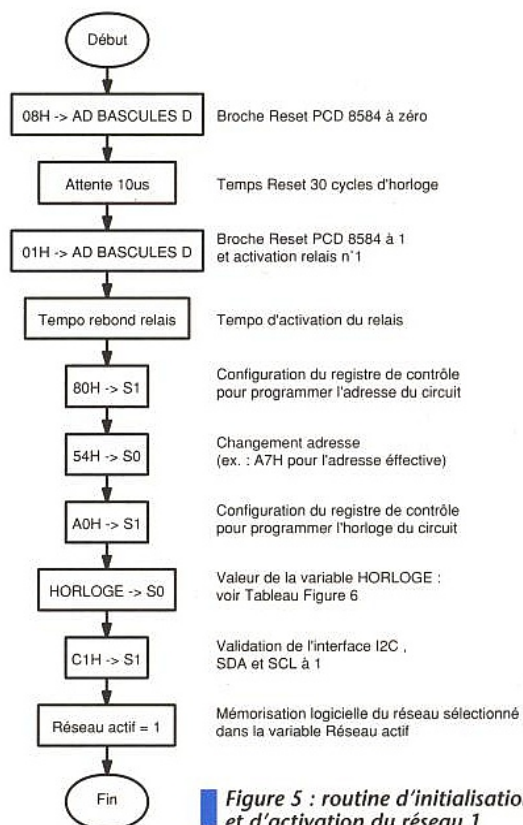 Début
08H -> AD BASCULES D
Broche Reset PCD 8584 à zéro
Attente 10us
Temps Reset 30 cycles d'horloge
01H -> AD BASCULES D
Broche Reset PCD 8584 à 1
et activation relais n°1
Tempo rebond relais
Tempo d'activation du relais
80H -> S1
Configuration du registre de contrôle
pour programmer l'adresse du circuit
54H -> S0
Changement adresse
(ex. : A7H pour l'adresse éffective)
A0H -> S1
Configuration du registre de contrôle
pour programmer l'horloge du circuit
HORLOGE -> S0
Valeur de la variable HORLOGE :
voir Tableau Figure 6
C1H -> S1
Validation de l'interface I2C ,
SDA et SCL à 1
Réseau actif = 1
Mémorisation logicielle du réseau sélectionné
dans la variable Réseau actif
Fin
Figure 5 : routine d'initialisation
et d'activation du réseau 1